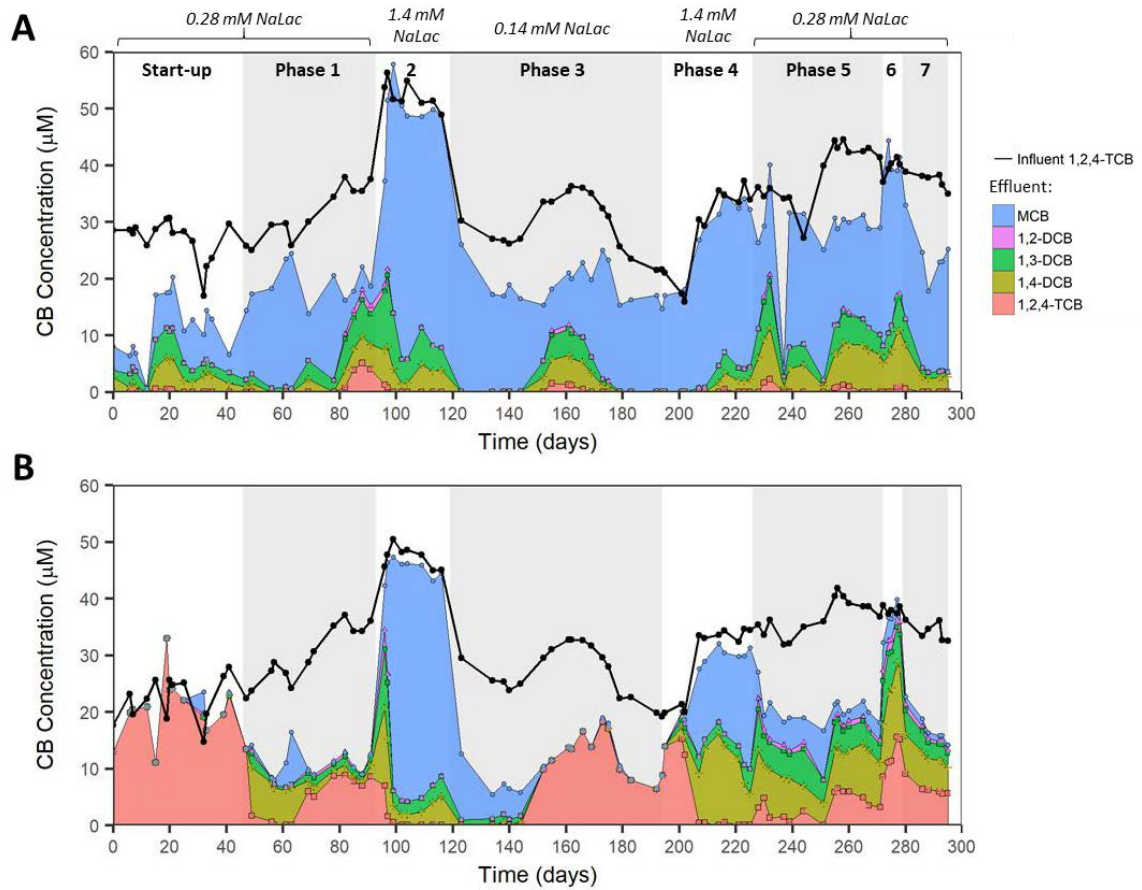 0.28 mM NaLac
1.4 mM
NaLac
0.14 mM NaLac
1.4 mM
NaLac
0.28 mM NaLac
A
60
50
40
30
20
10
0
CB Concentration (µM)
Start-up
Phase 1
2
Phase 3
Phase 4
Phase 5
6
7
0 20 40 60 80 100 120 140 160 180 200 220 240 260 280 300
Time (days)
Influent 1,2,4-TCB
Effluent:
MCB
1,2-DCB
1,3-DCB
1,4-DCB
1,2,4-TCB
B
60
50
40
30
20
10
0
CB Concentration (µM)
0 20 40 60 80 100 120 140 160 180 200 220 240 260 280 300
Time (days)